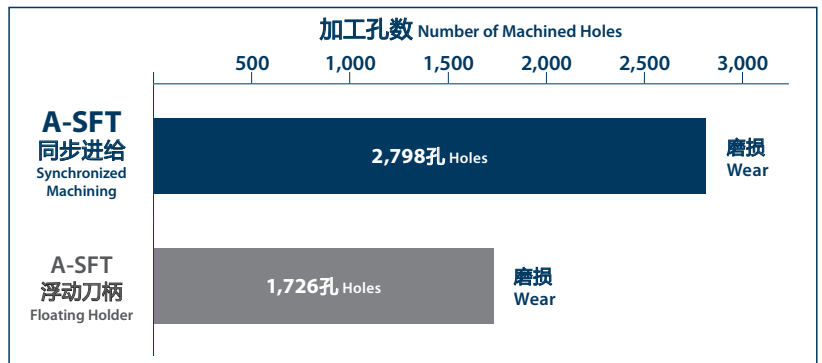 加工孔数 Number of Machined Holes
500 1,000 1,500 2,000 2,500 3,000
A-SFT
同步进给
Synchronized
Machining
2,798孔 Holes
磨损
Wear
A-SFT
浮动刀柄
Floating Holder
1,726孔 Holes
磨损
Wear